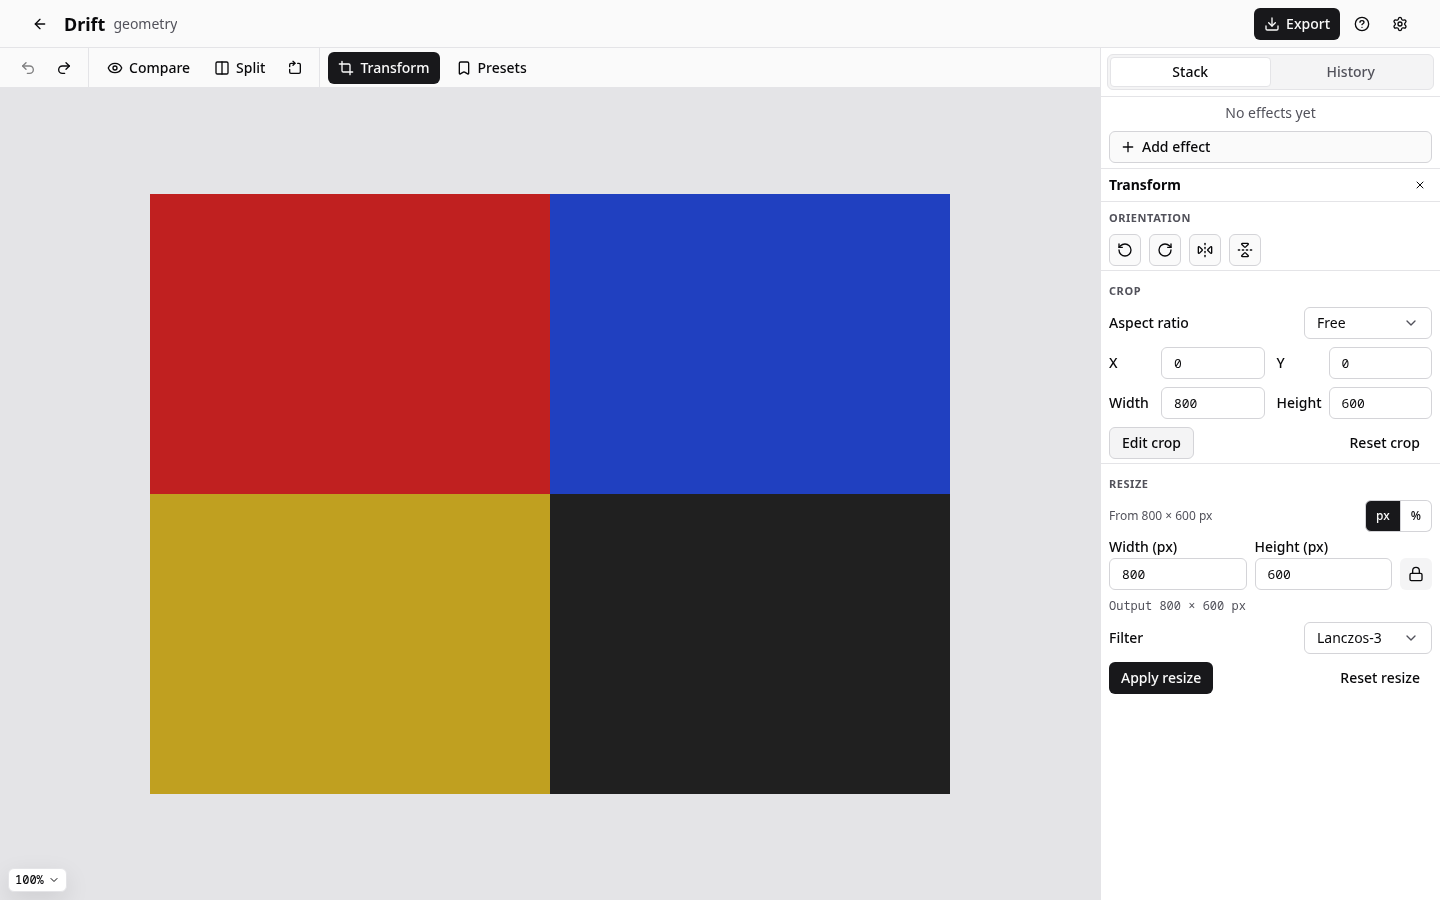 Drift geometry
Export
Compare Split Transform Presets
Stack History
No effects yet
Add effect
Transform
ORIENTATION
CROP
Aspect ratio Free
X 0 Y 0
Width 800 Height 600
Edit crop Reset crop
RESIZE
From 800 × 600 px px %
Width (px) Height (px)
800 600
Output 800 × 600 px
Filter Lanczos-3
Apply resize Reset resize
100%